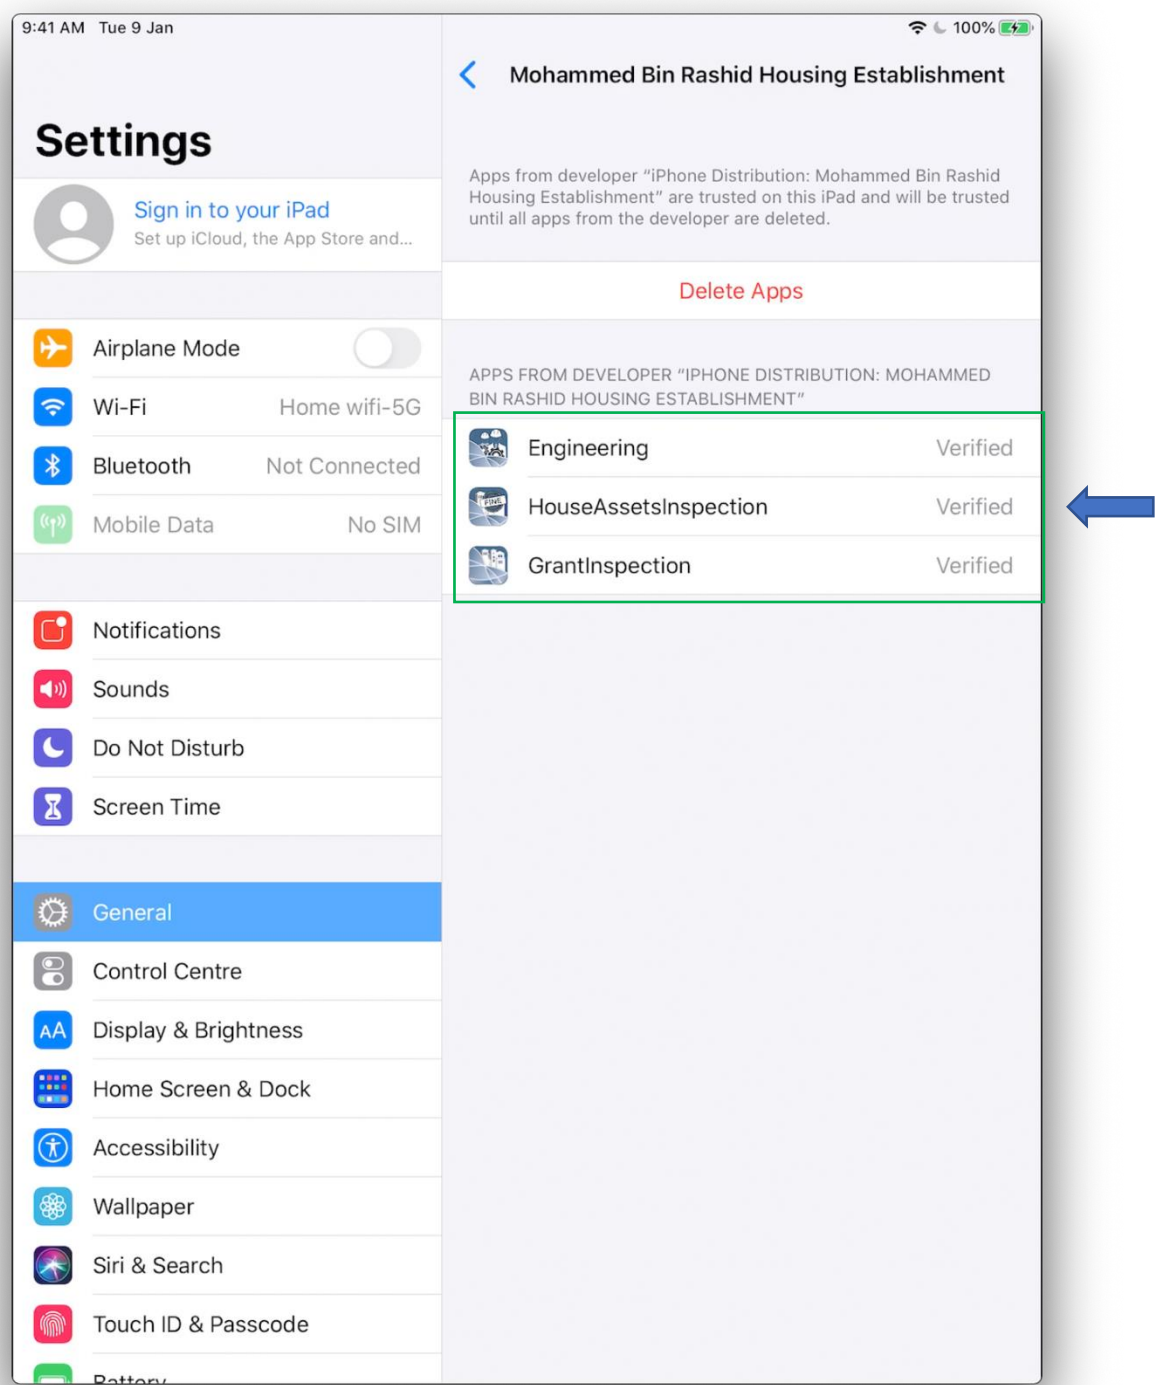 9:41 AM Tue 9 Jan
100%
Settings
Sign in to your iPad
Set up iCloud, the App Store and...
Airplane Mode
Wi-Fi Home wifi-5G
Bluetooth Not Connected
Mobile Data No SIM
Notifications
Sounds
Do Not Disturb
Screen Time
General
Control Centre
AA Display & Brightness
Home Screen & Dock
Accessibility
Wallpaper
Siri & Search
Touch ID & Passcode
Battery
Mohammed Bin Rashid Housing Establishment
Apps from developer “iPhone Distribution: Mohammed Bin Rashid
Housing Establishment” are trusted on this iPad and will be trusted
until all apps from the developer are deleted.
Delete Apps
APPS FROM DEVELOPER “IPHONE DISTRIBUTION: MOHAMMED
BIN RASHID HOUSING ESTABLISHMENT”
Engineering Verified
FINE HouseAssetsInspection Verified
GrantInspection Verified